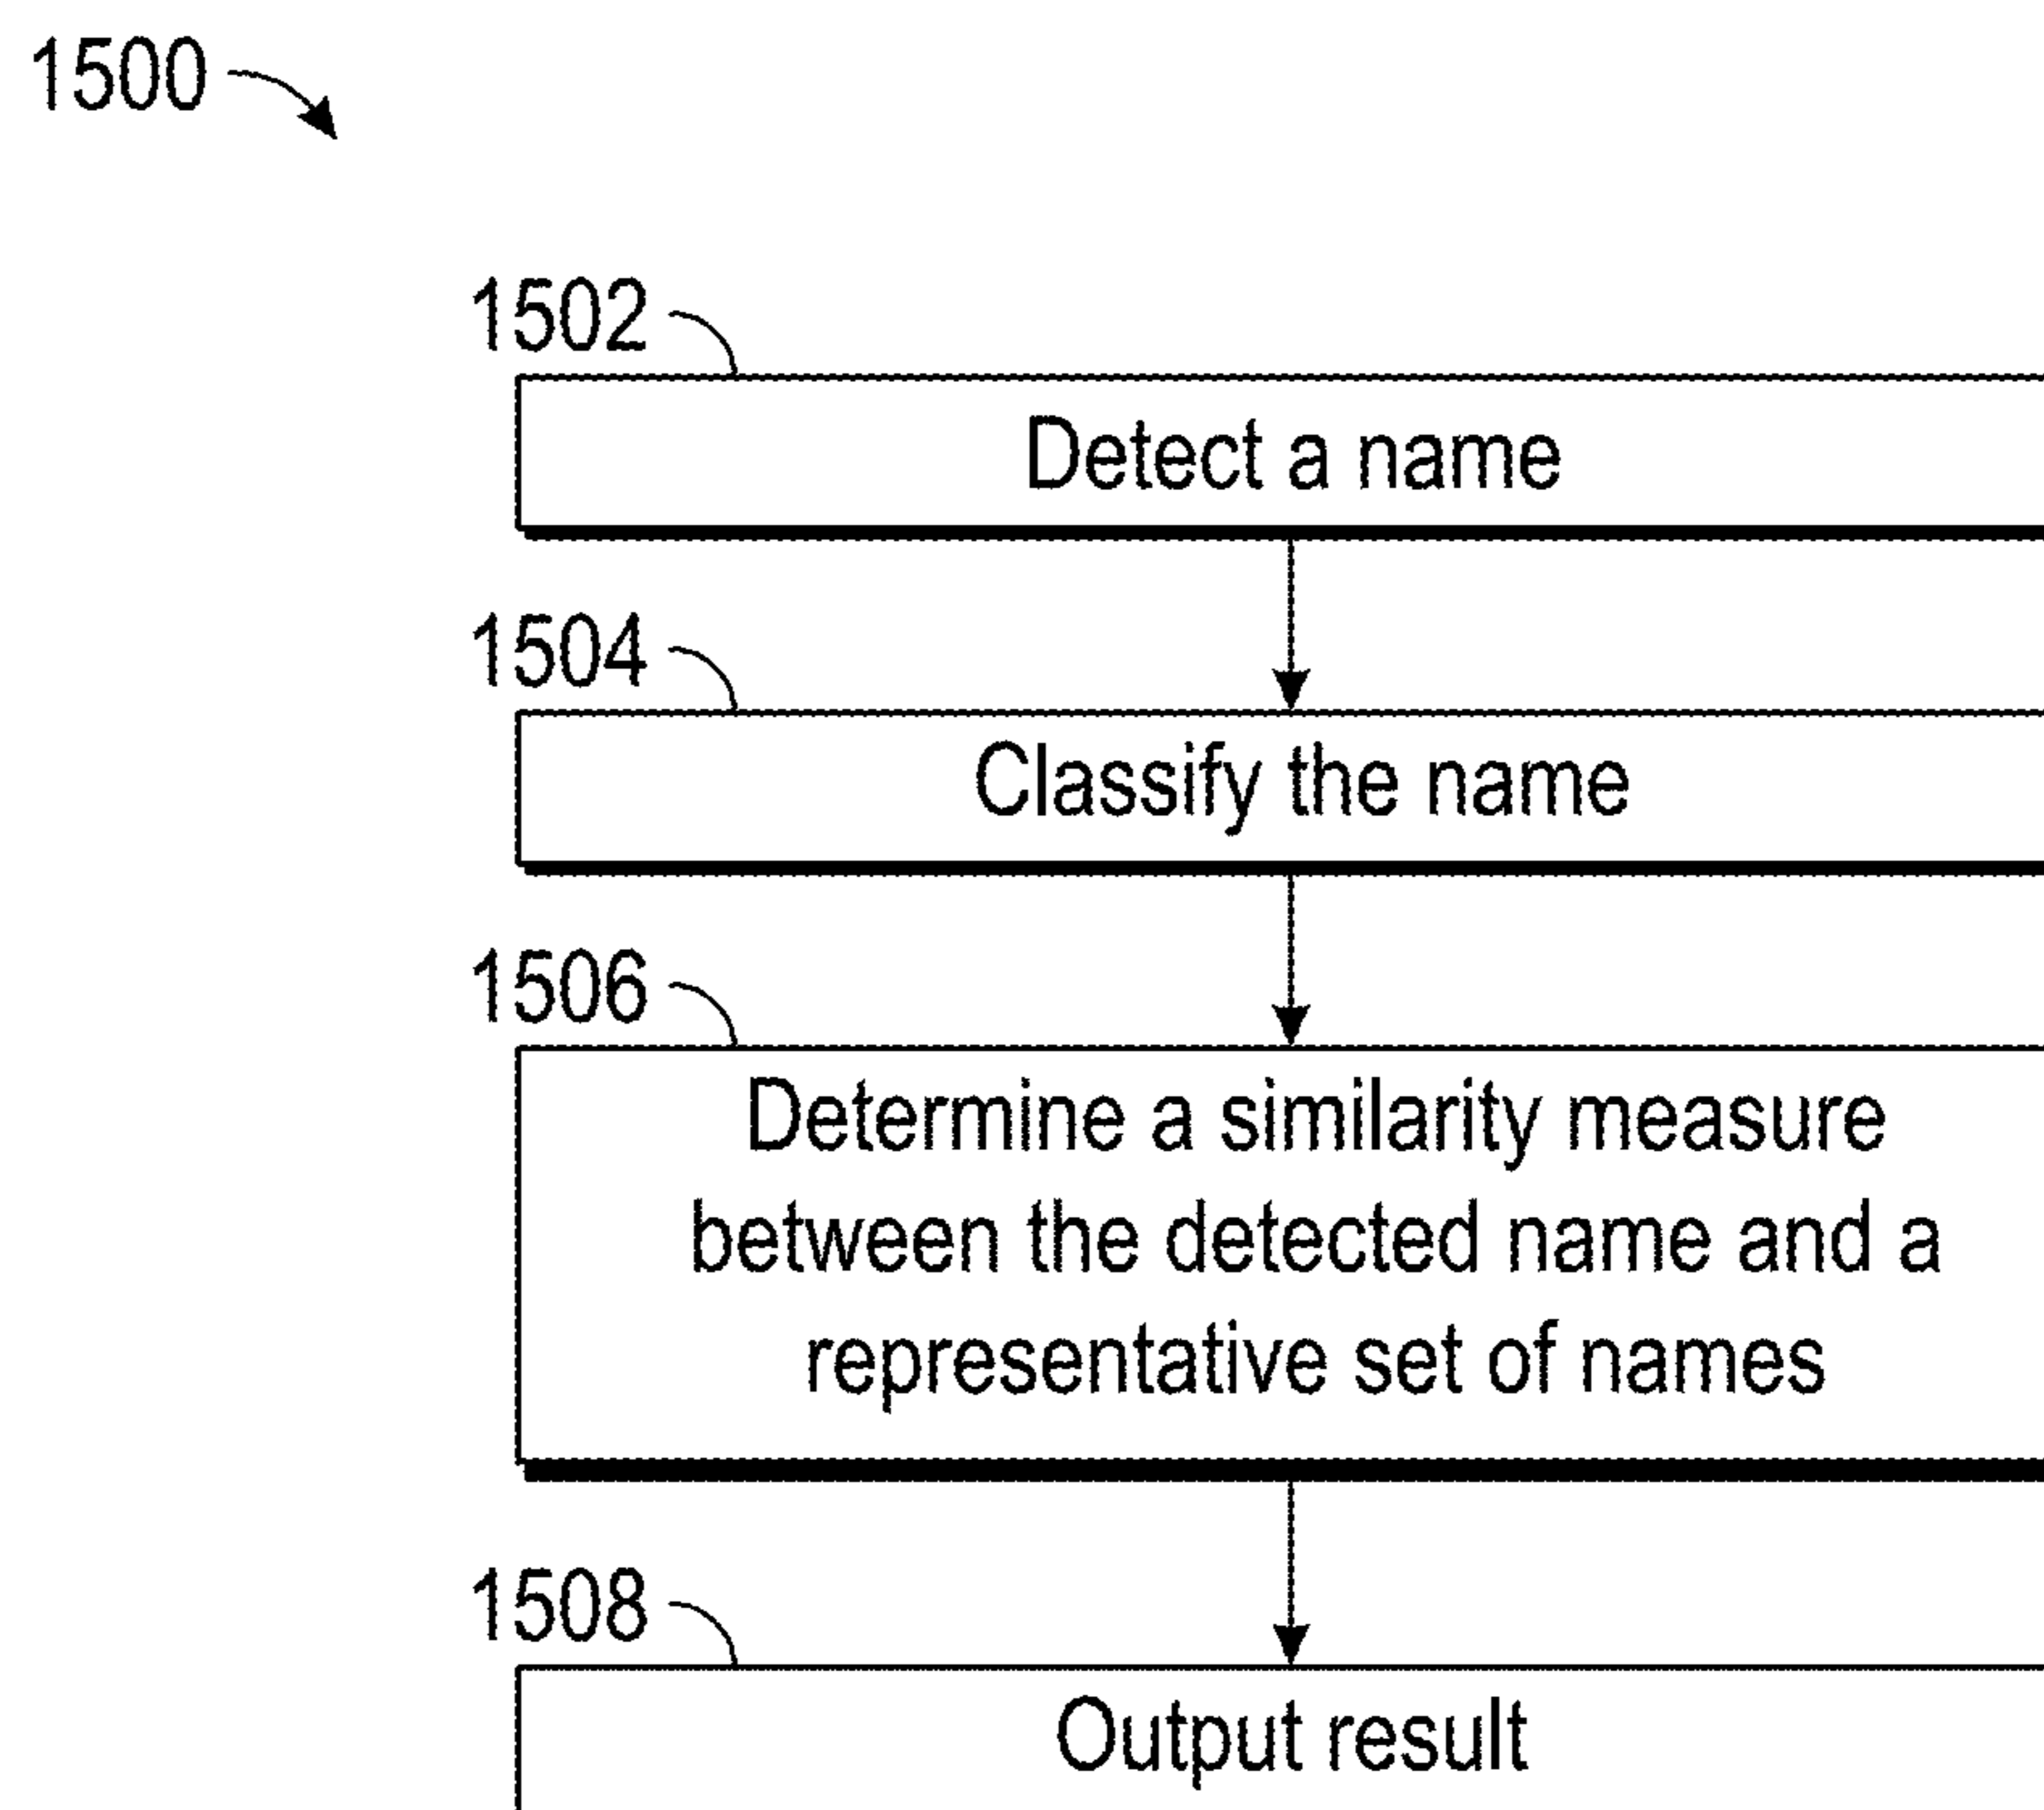 1500
1502
Detect a name
1504
Classify the name
1506
Determine a similarity measure
between the detected name and a
representative set of names
1508
Output result